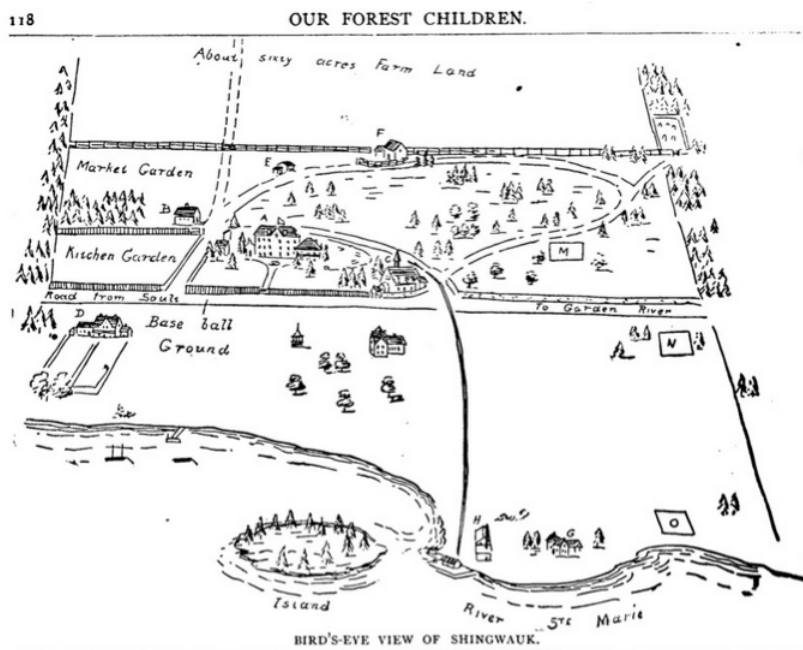 118
OUR FOREST CHILDREN.
About sixty acres Farm Land
F
Market Garden
E
B
A
Kitchen Garden
C
M
Road from Sault
To Garden River
D
Base ball
Ground
N
H
G
O
Island
River Ste Marie
BIRD'S-EYE VIEW OF SHINGWAUK.